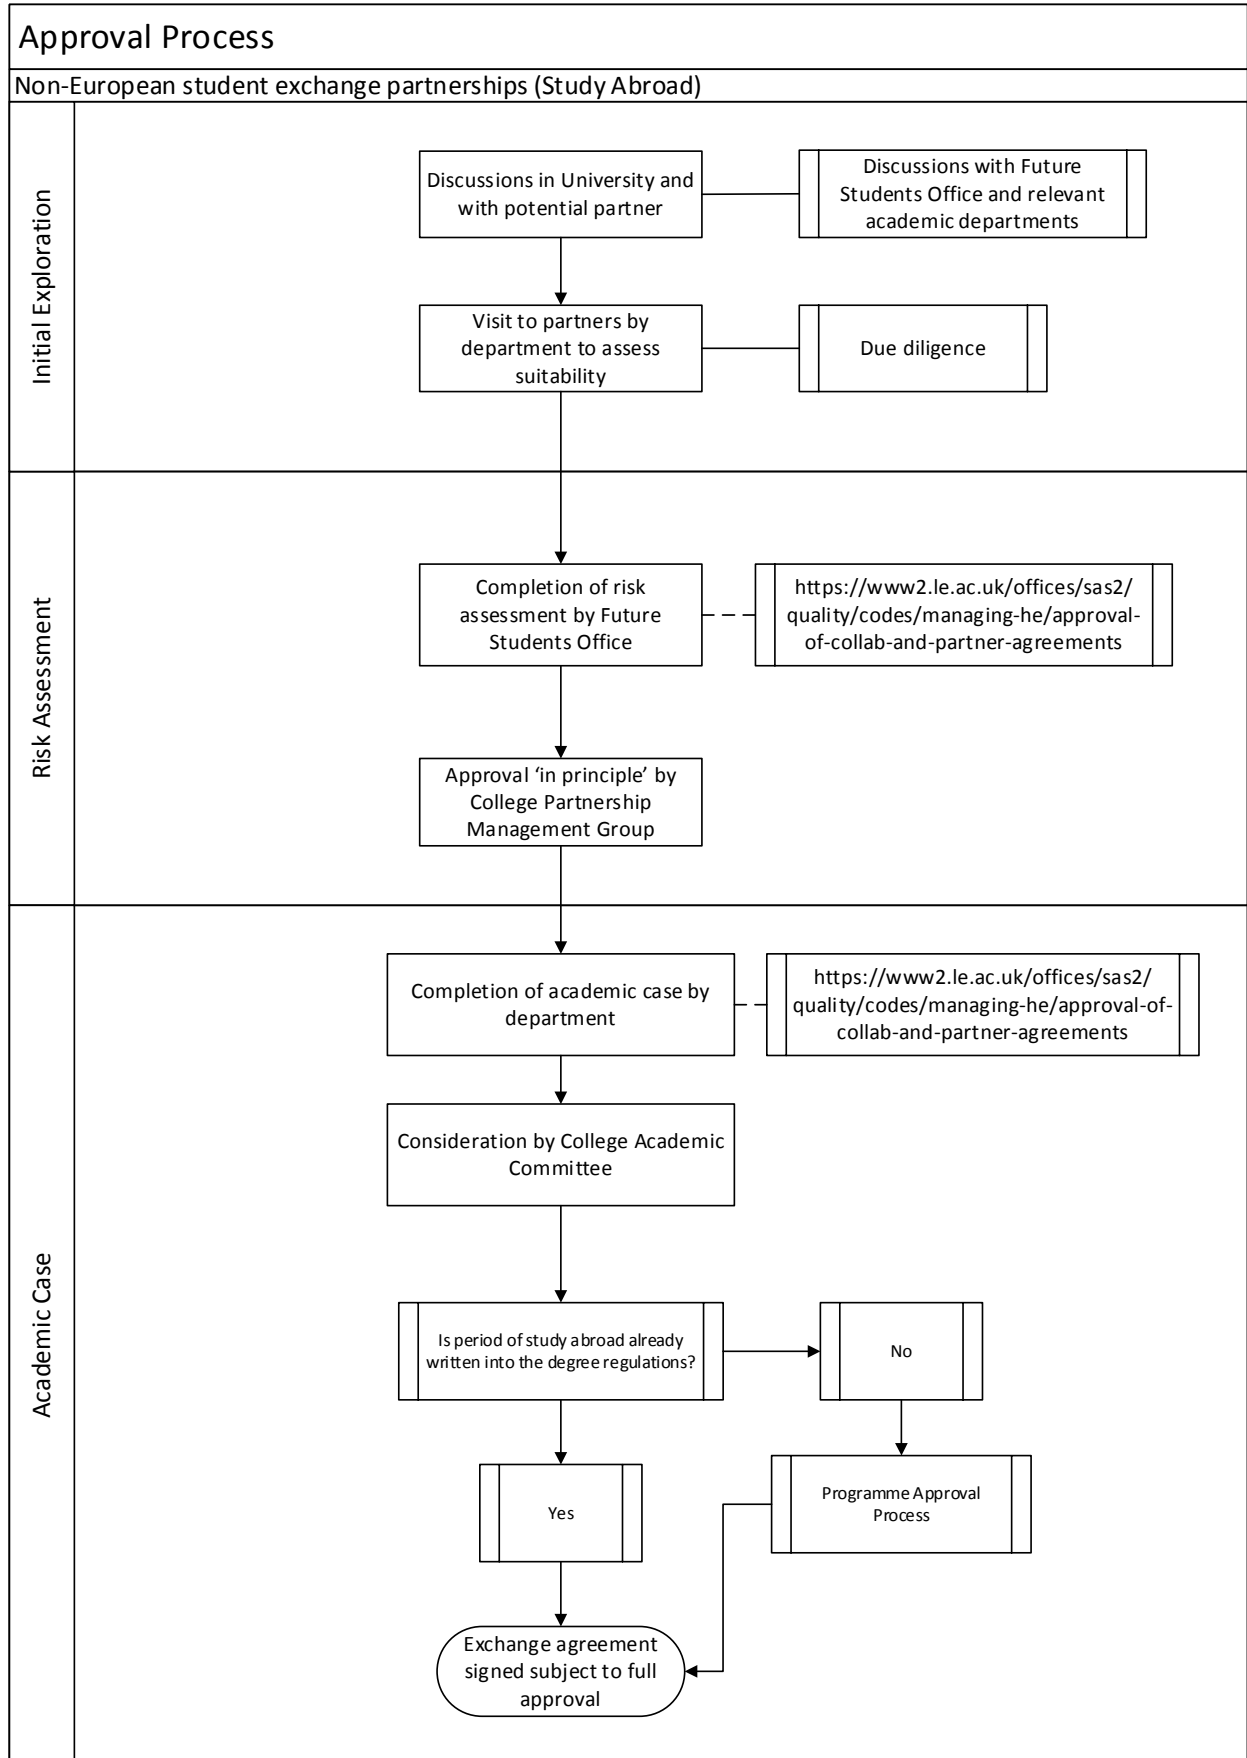 Approval Process
Non-European student exchange partnerships (Study Abroad)
Initial Exploration
Discussions in University and
with potential partner
Discussions with Future
Students Office and relevant
academic departments
Visit to partners by
department to assess
suitability
Due diligence
Risk Assessment
Completion of risk
assessment by Future
Students Office
https://www2.le.ac.uk/offices/sas2/
quality/codes/managing-he/approval-
of-collab-and-partner-agreements
Approval ‘in principle’ by
College Partnership
Management Group
Academic Case
Completion of academic case by
department
https://www2.le.ac.uk/offices/sas2/
quality/codes/managing-he/approval-of-
collab-and-partner-agreements
Consideration by College Academic
Committee
Is period of study abroad already
written into the degree regulations?
No
Yes
Programme Approval
Process
Exchange agreement
signed subject to full
approval